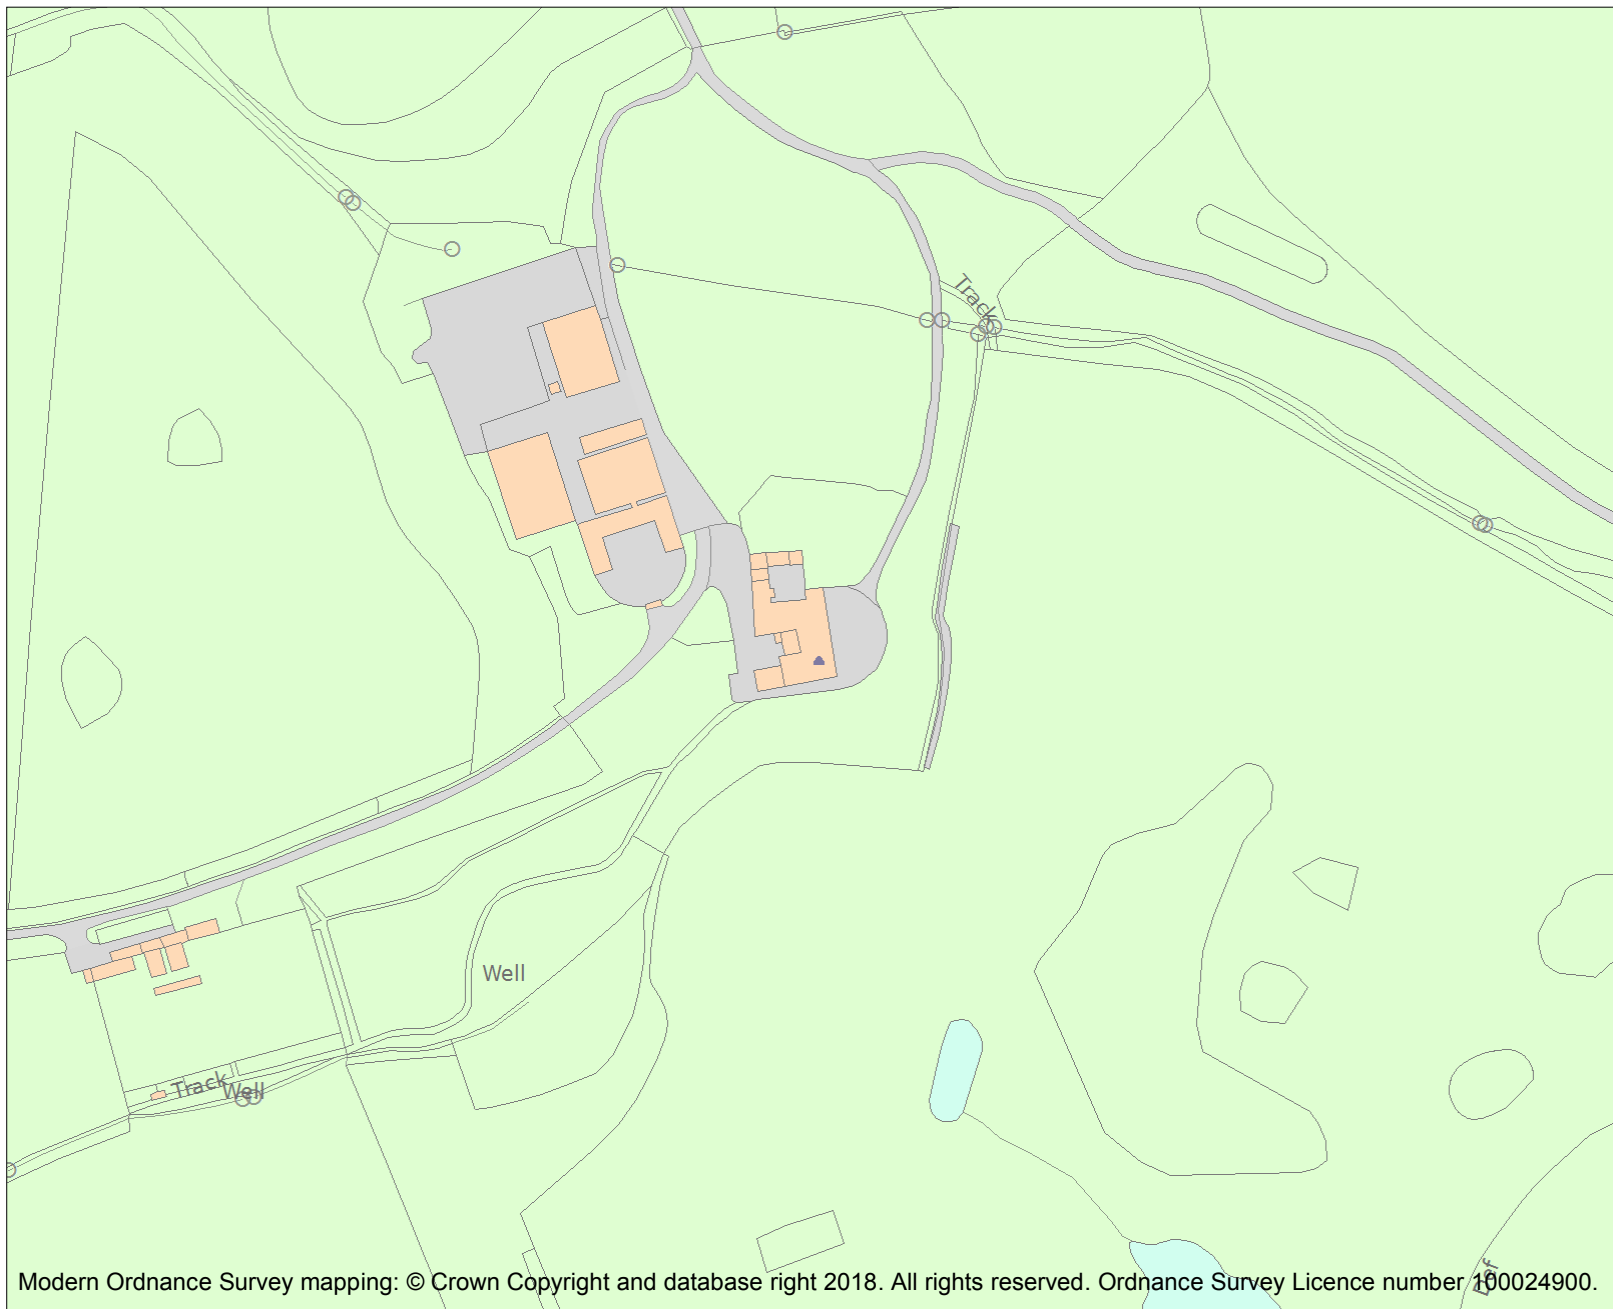 Track
Well
Track
Well
Def
Modern Ordnance Survey mapping: © Crown Copyright and database right 2018. All rights reserved. Ordnance Survey Licence number 100024900.